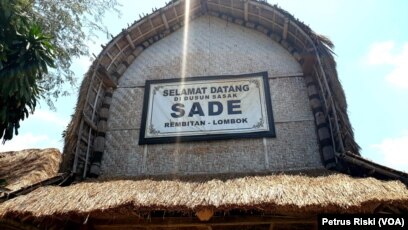 SELAMAT DATANG
DI DUSUN SASAK
SADE
REMBITAN - LOMBOK
Petrus Riski (VOA)